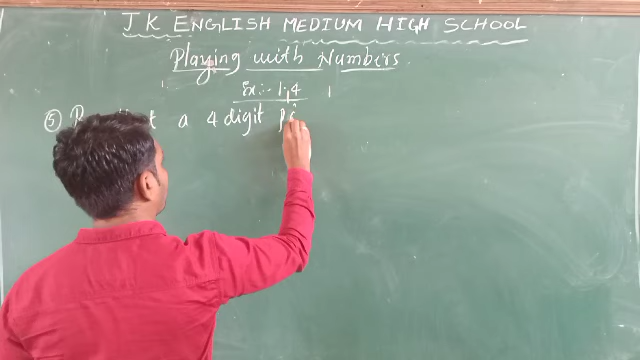 J K ENGLISH MEDIUM HIGH SCHOOL
Playing with Numbers.
Ex:- 1.4
⑤ a 4 digit